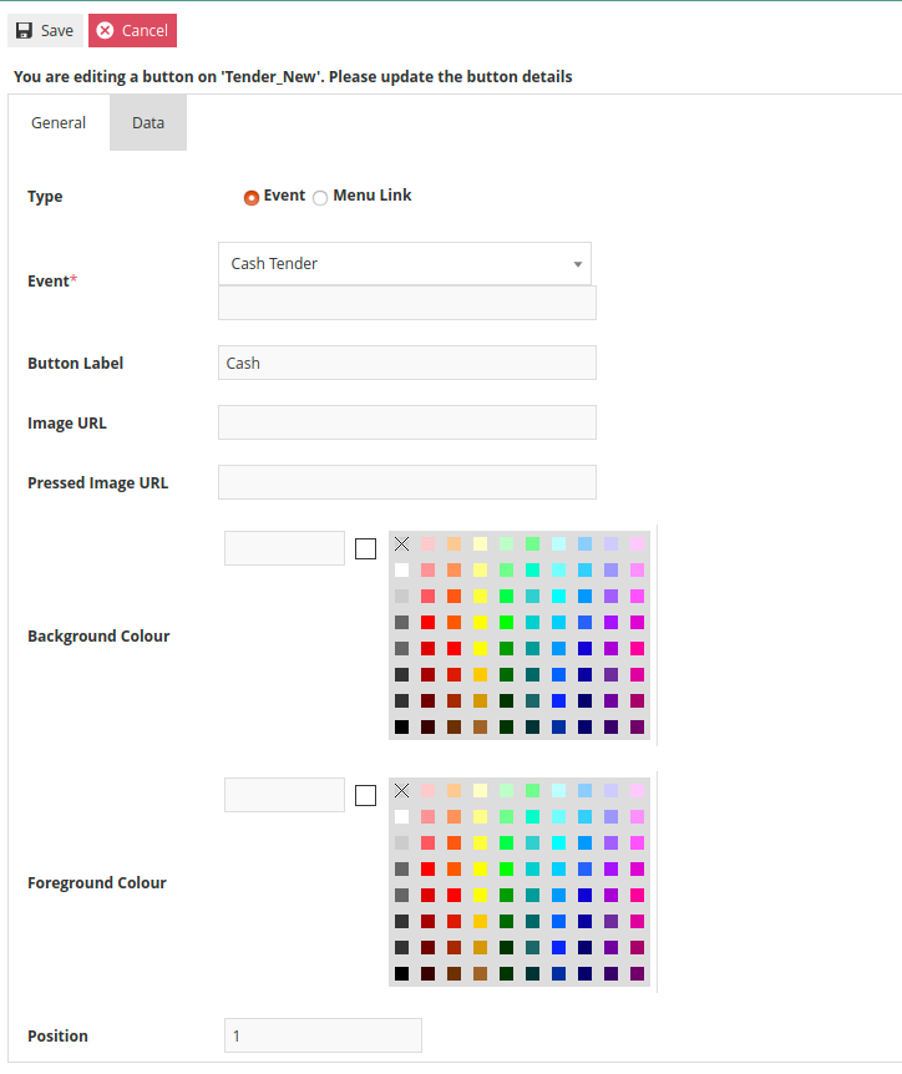 Save Cancel
You are editing a button on 'Tender_New'. Please update the button details
General Data
Type Event Menu Link
Event* Cash Tender
Button Label Cash
Image URL
Pressed Image URL
Background Colour
Foreground Colour
Position 1